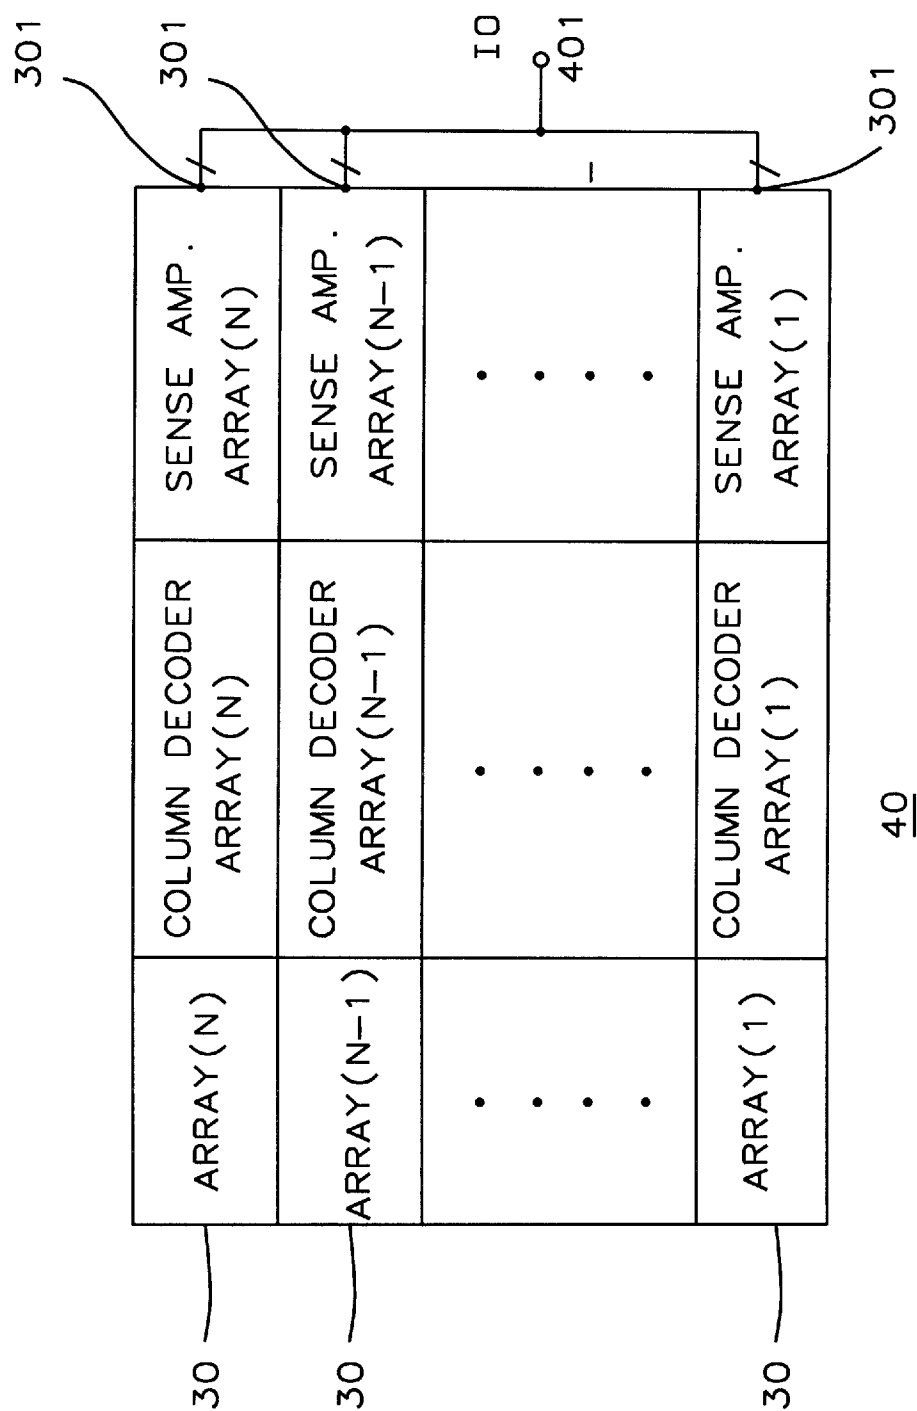 301
301
IO
401
301
SENSE AMP.
ARRAY(N)
SENSE AMP.
ARRAY(N-1)
SENSE AMP.
ARRAY(1)
COLUMN DECODER
ARRAY(N)
COLUMN DECODER
ARRAY(N-1)
COLUMN DECODER
ARRAY(1)
ARRAY(N)
ARRAY(N-1)
ARRAY(1)
30
30
30
40